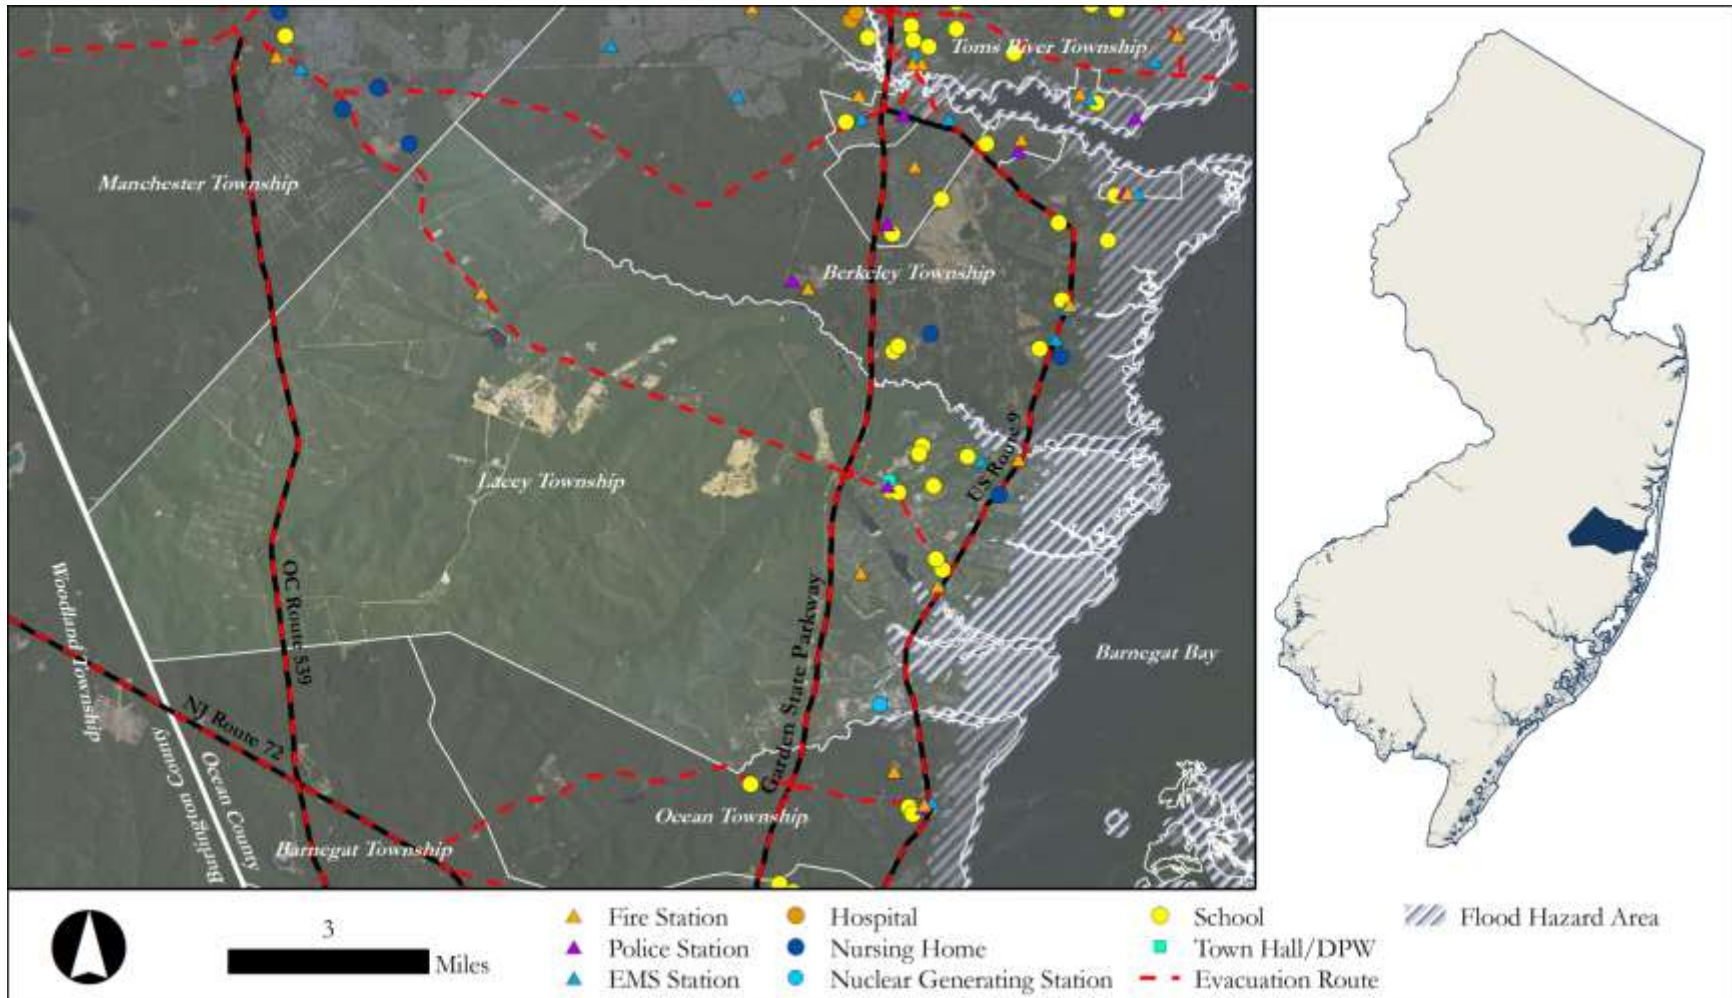 Toms River Township
Manchester Township
Berkeley Township
US Route 9
Lacey Township
OC Route 539
Garden State Parkway
Woodland Township
Barnegat Bay
NJ Route 72
Ocean County
Burlington County
Ocean Township
Barnegat Township
3
Miles
Fire Station
Police Station
EMS Station
Hospital
Nursing Home
Nuclear Generating Station
School
Town Hall/DPW
Evacuation Route
Flood Hazard Area